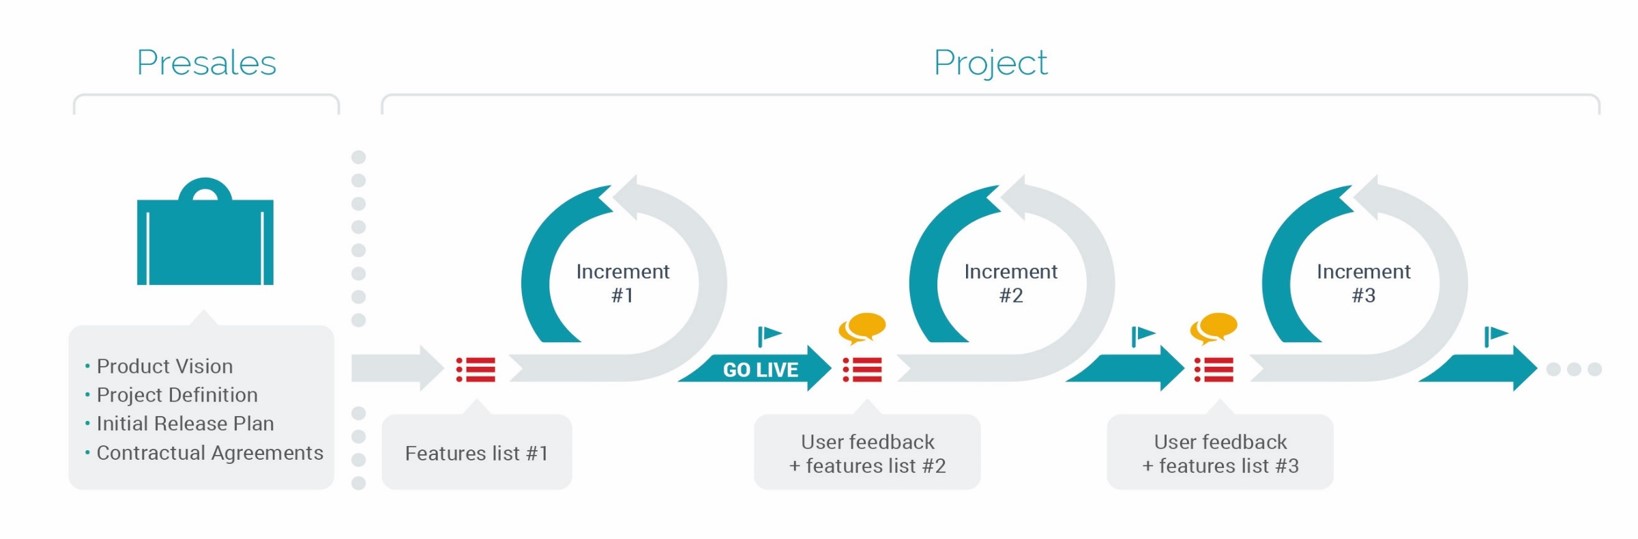 Presales
Project
Increment
#1
Increment
#2
Increment
#3
GO LIVE
• Product Vision
• Project Definition
• Initial Release Plan
• Contractual Agreements
Features list #1
User feedback
+ features list #2
User feedback
+ features list #3